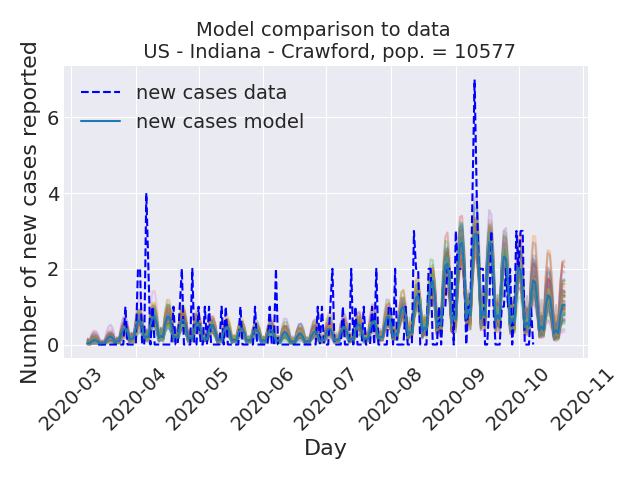 Model comparison to data
US - Indiana - Crawford, pop. = 10577
Number of new cases reported
6
4
2
0
new cases data
new cases model
2020-03
2020-04
2020-05
2020-06
2020-07
2020-08
2020-09
2020-10
2020-11
Day